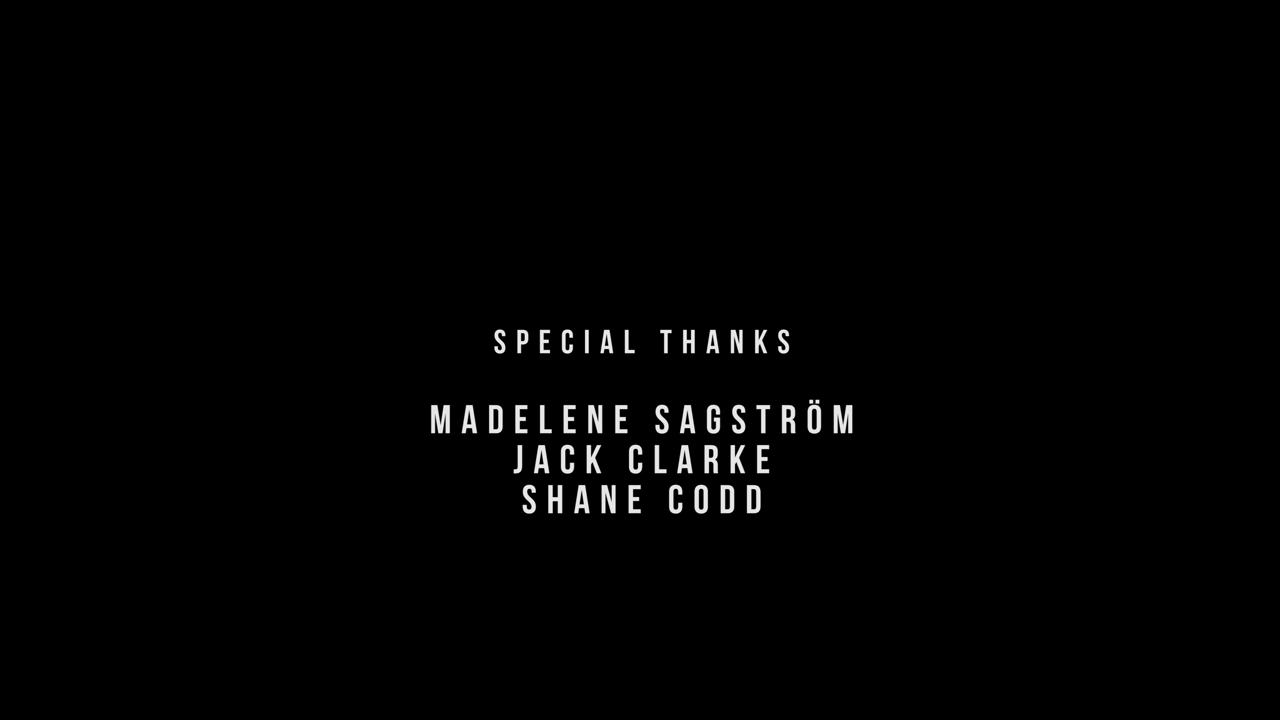 SPECIAL THANKS
MADELENE SAGSTRÖM
JACK CLARKE
SHANE CODD